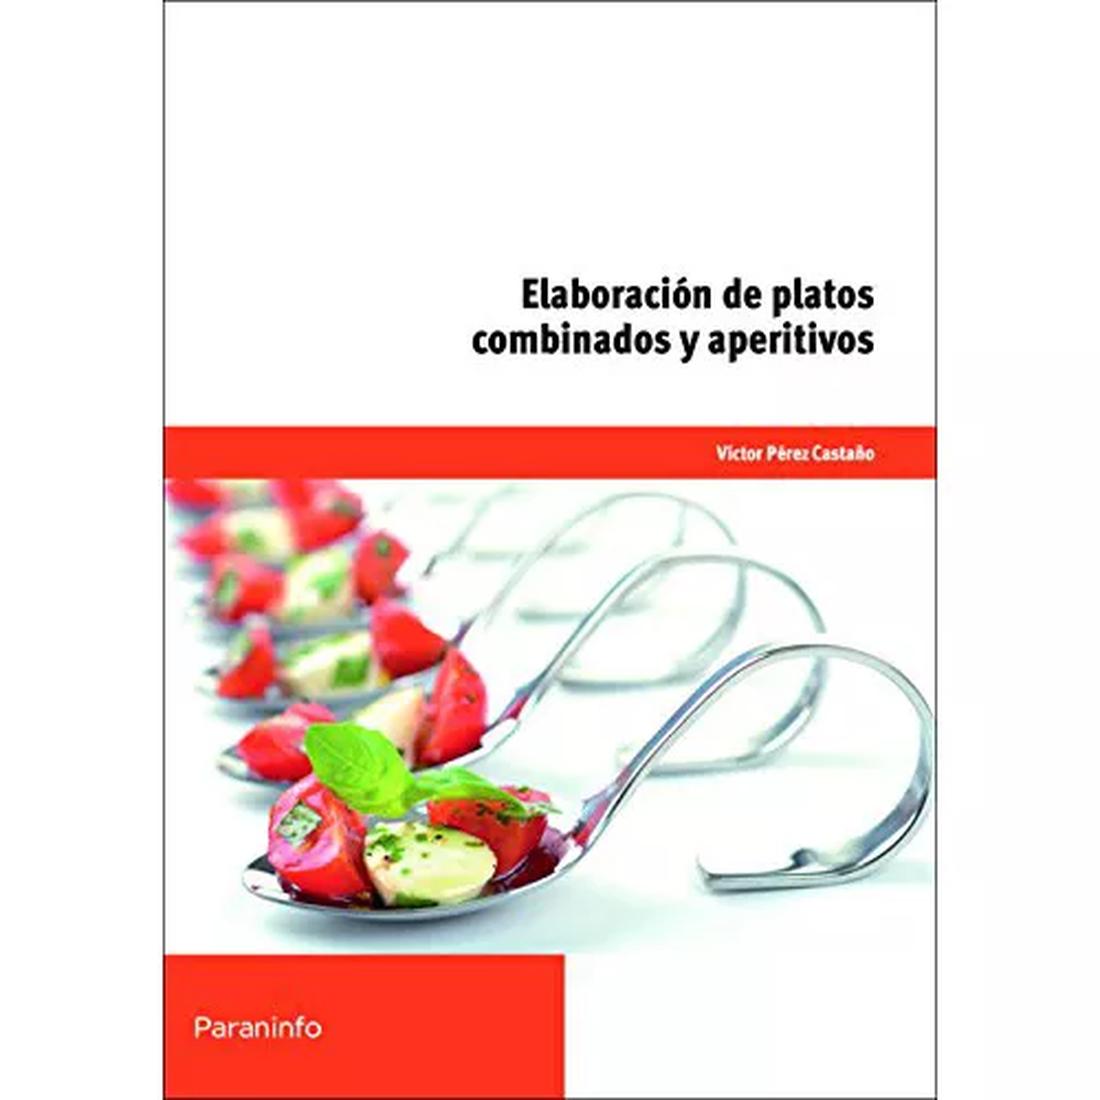 Elaboración de platos
combinados y aperitivos
Víctor Pérez Castaño
Paraninfo